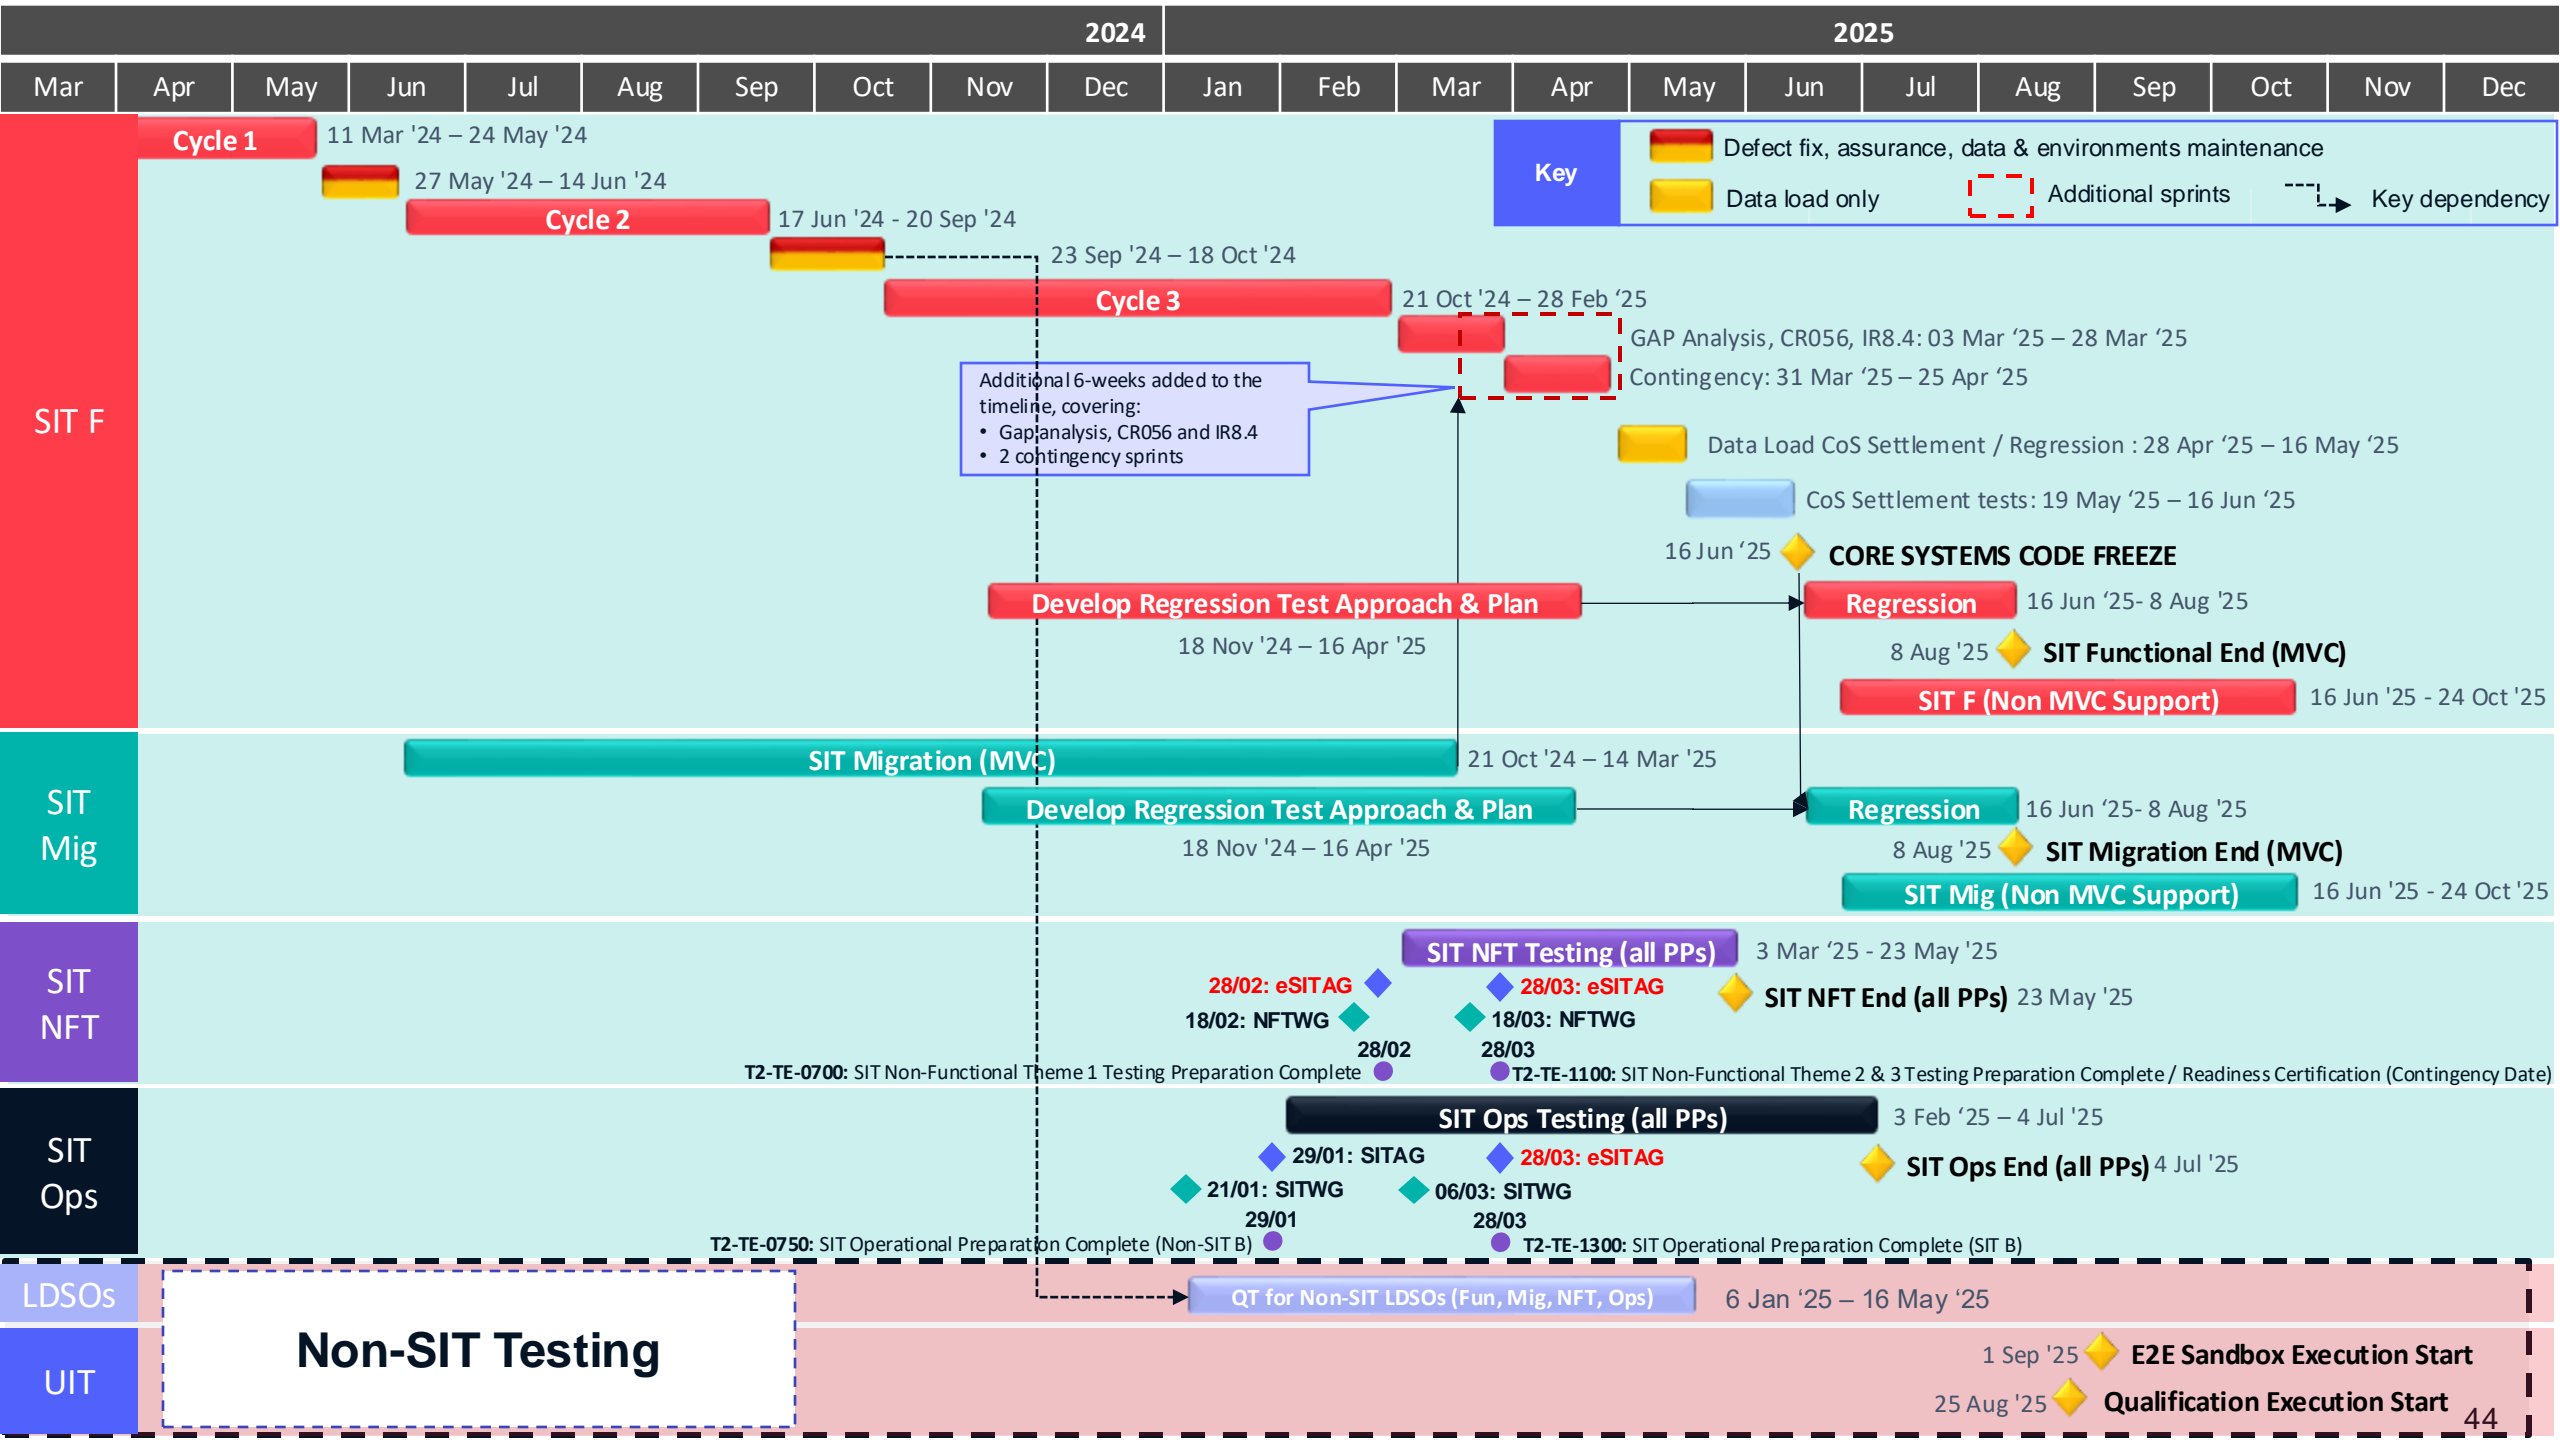 2024
2025
Mar Apr May Jun Jul Aug Sep Oct Nov Dec Jan Feb Mar Apr May Jun Jul Aug Sep Oct Nov Dec
Key
Defect fix, assurance, data & environments maintenance
Data load only
Additional sprints
Key dependency
SIT F
Cycle 1
11 Mar '24 – 24 May '24
27 May '24 – 14 Jun '24
Cycle 2
17 Jun '24 - 20 Sep '24
23 Sep '24 – 18 Oct '24
Cycle 3
21 Oct '24 – 28 Feb ‘25
GAP Analysis, CR056, IR8.4: 03 Mar ‘25 – 28 Mar ‘25
Contingency: 31 Mar ‘25 – 25 Apr ‘25
Additional 6-weeks added to the
timeline, covering:
• Gap analysis, CR056 and IR8.4
• 2 contingency sprints
Data Load CoS Settlement / Regression : 28 Apr ‘25 – 16 May ‘25
CoS Settlement tests: 19 May ‘25 – 16 Jun ‘25
16 Jun ‘25
CORE SYSTEMS CODE FREEZE
Develop Regression Test Approach & Plan
18 Nov '24 – 16 Apr '25
Regression
16 Jun ‘25- 8 Aug '25
8 Aug '25
SIT Functional End (MVC)
SIT F (Non MVC Support)
16 Jun '25 - 24 Oct '25
SIT
Mig
SIT Migration (MVC)
21 Oct '24 – 14 Mar '25
Develop Regression Test Approach & Plan
18 Nov '24 – 16 Apr '25
Regression
16 Jun ‘25- 8 Aug '25
8 Aug '25
SIT Migration End (MVC)
SIT Mig (Non MVC Support)
16 Jun '25 - 24 Oct '25
SIT
NFT
SIT NFT Testing (all PPs)
3 Mar ‘25 - 23 May '25
28/02: eSITAG
28/03: eSITAG
SIT NFT End (all PPs) 23 May '25
18/02: NFTWG
18/03: NFTWG
28/02
28/03
T2-TE-0700: SIT Non-Functional Theme 1 Testing Preparation Complete
T2-TE-1100: SIT Non-Functional Theme 2 & 3 Testing Preparation Complete / Readiness Certification (Contingency Date)
SIT
Ops
SIT Ops Testing (all PPs)
3 Feb ‘25 – 4 Jul '25
29/01: SITAG
28/03: eSITAG
SIT Ops End (all PPs) 4 Jul '25
21/01: SITWG
06/03: SITWG
29/01
28/03
T2-TE-0750: SIT Operational Preparation Complete (Non-SIT B)
T2-TE-1300: SIT Operational Preparation Complete (SIT B)
LDSOs
QT for Non-SIT LDSOs (Fun, Mig, NFT, Ops)
6 Jan ‘25 – 16 May ‘25
Non-SIT Testing
UIT
1 Sep '25
E2E Sandbox Execution Start
25 Aug '25
Qualification Execution Start
44